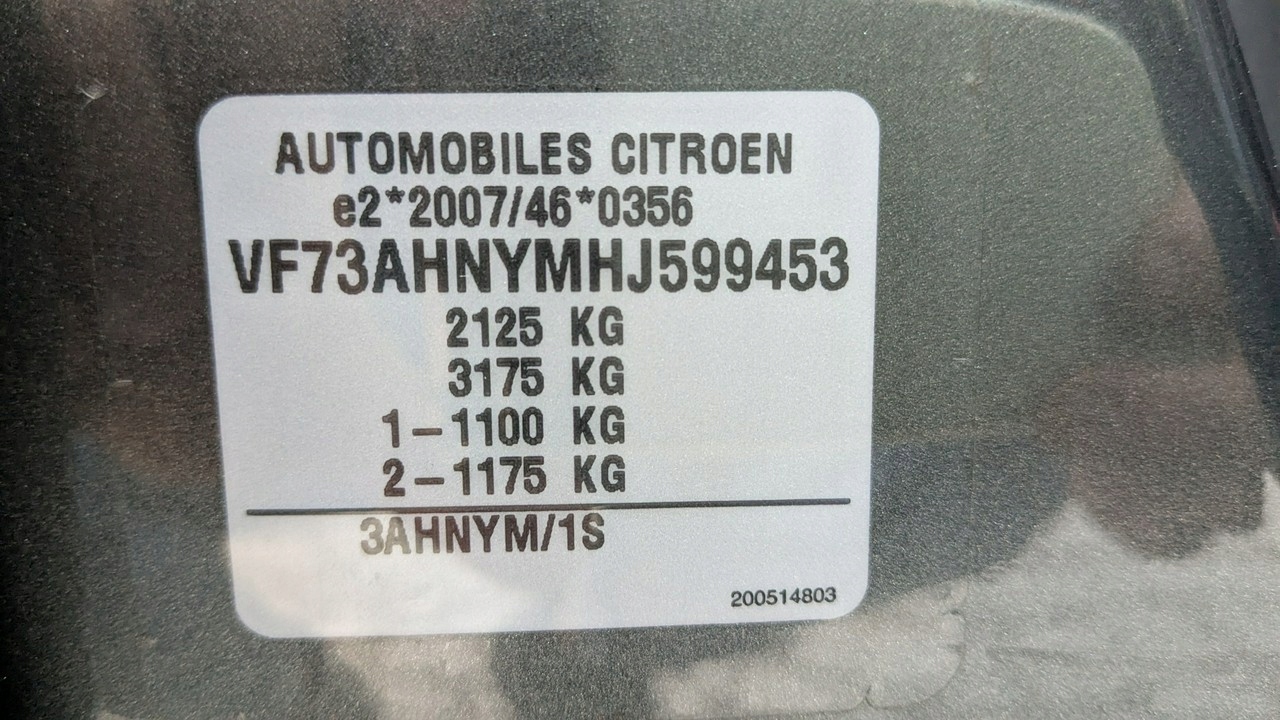 AUTOMOBILES CITROEN
e2*2007/46*0356
VF73AHNYMHJ599453
2125 KG
3175 KG
1-1100 KG
2-1175 KG
3AHNYM/1S
200514803